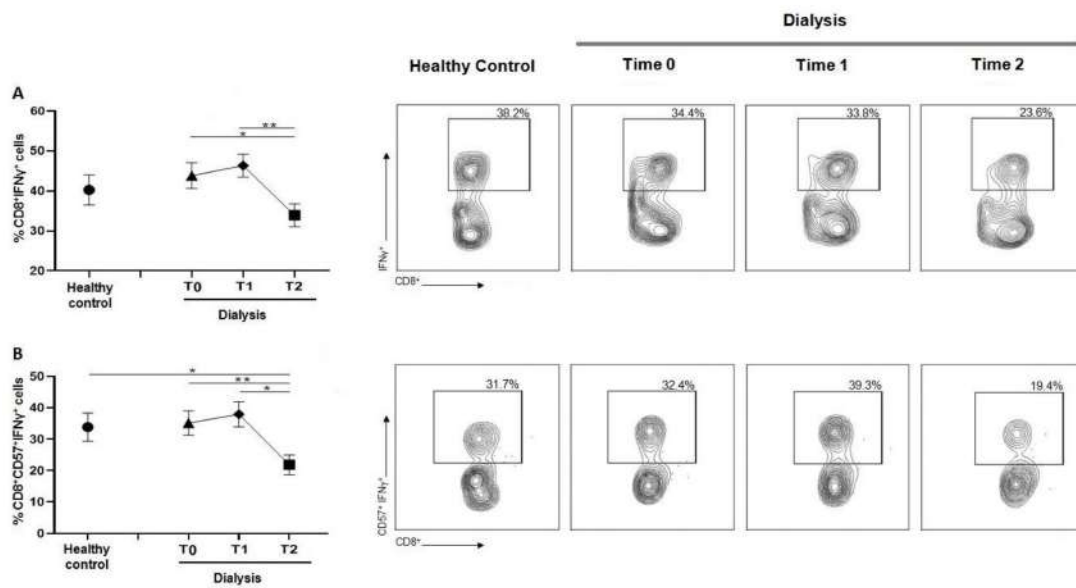 Dialysis
Healthy Control
Time 0
Time 1
Time 2
A
60
50
40
30
20
% CD8⁺IFNγ⁺ cells
**
*
Healthy
control
T0
T1
T2
Dialysis
38.2%
34.4%
33.8%
23.6%
IFNγ⁺
CD8⁺
B
50
40
30
20
10
0
% CD8⁺CD57⁺IFNγ⁺ cells
*
**
*
Healthy
control
T0
T1
T2
Dialysis
31.7%
32.4%
39.3%
19.4%
CD57⁺ IFNγ⁺
CD8⁺